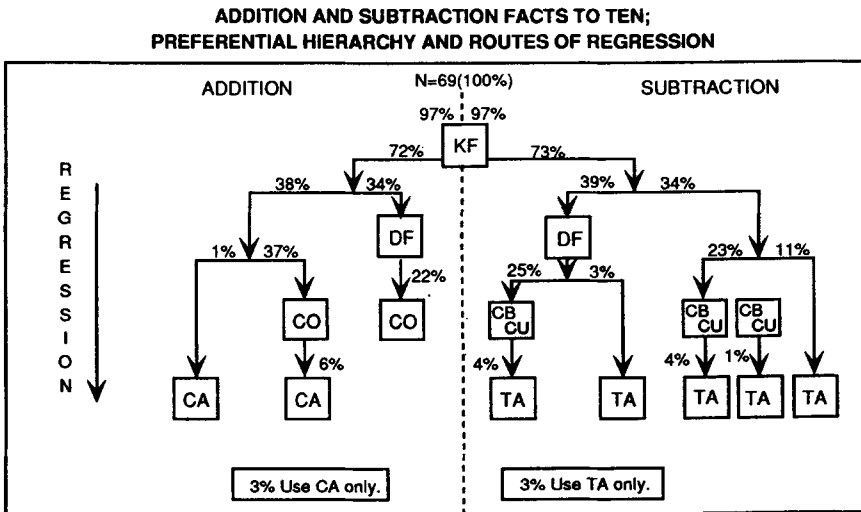 ADDITION AND SUBTRACTION FACTS TO TEN;
PREFERENTIAL HIERARCHY AND ROUTES OF REGRESSION
ADDITION N=69(100%) SUBTRACTION
97% 97%
KF
72% 73%
REGRESSION
38% 34% 39% 34%
DF DF
1% 37% 22% 25% 3% 23% 11%
CO CO CB CU CB CU CB CU
6% 4% 4% 1%
CA CA TA TA TA TA TA
3% Use CA only. 3% Use TA only.